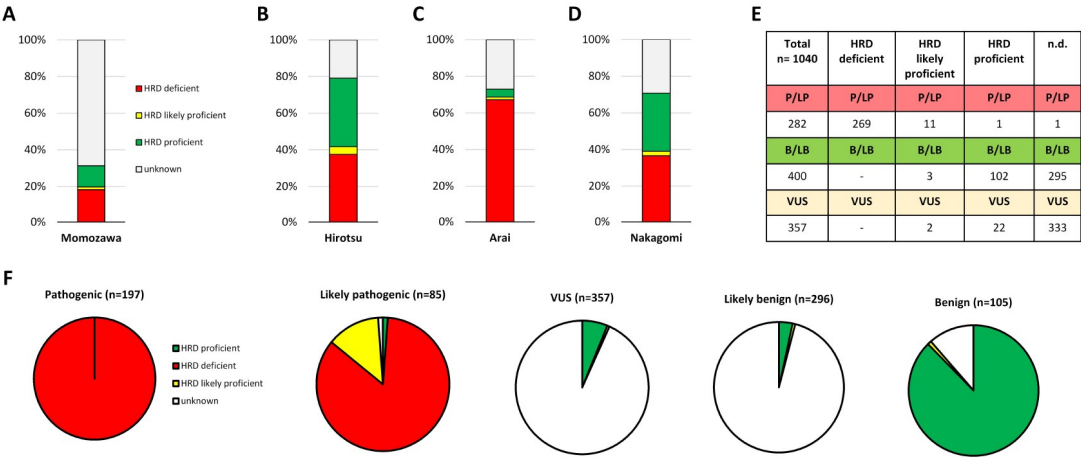 A
100%
80%
60%
40%
20%
0%
Momozawa
HRD deficient
HRD likely proficient
HRD proficient
unknown
B
100%
80%
60%
40%
20%
0%
Hirotsu
C
100%
80%
60%
40%
20%
0%
Arai
D
100%
80%
60%
40%
20%
0%
Nakagomi
E
Total n= 1040 HRD deficient HRD likely proficient HRD proficient n.d.
P/LP P/LP P/LP P/LP P/LP
282 269 11 1 1
B/LB B/LB B/LB B/LB B/LB
400 - 3 102 295
VUS VUS VUS VUS VUS
357 - 2 22 333
F
Pathogenic (n=197)
HRD proficient
HRD deficient
HRD likely proficient
unknown
Likely pathogenic (n=85)
VUS (n=357)
Likely benign (n=296)
Benign (n=105)